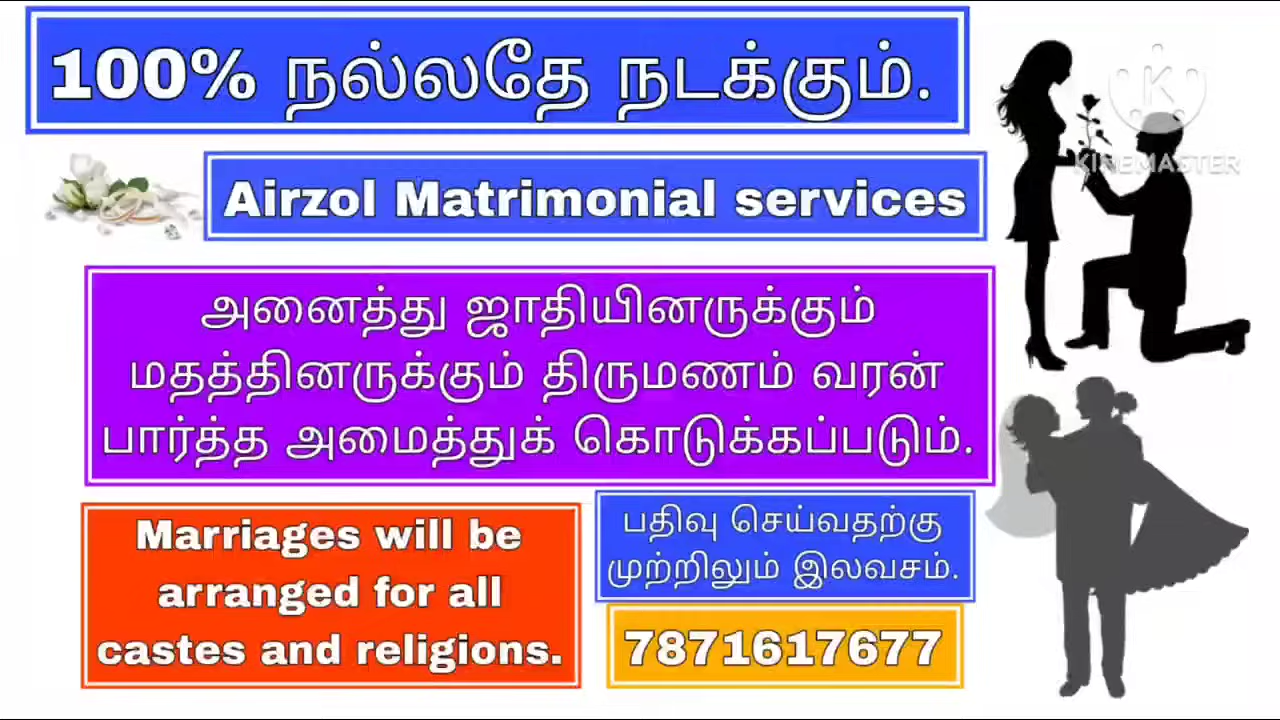 100% நல்லதே நடக்கும்.
Airzol Matrimonial services
அனைத்து ஜாதியினருக்கும்
மதத்தினருக்கும் திருமணம் வரன்
பார்த்த அமைத்துக் கொடுக்கப்படும்.
Marriages will be
arranged for all
castes and religions.
பதிவு செய்வதற்கு
முற்றிலும் இலவசம்.
7871617677
K
KINEMASTER